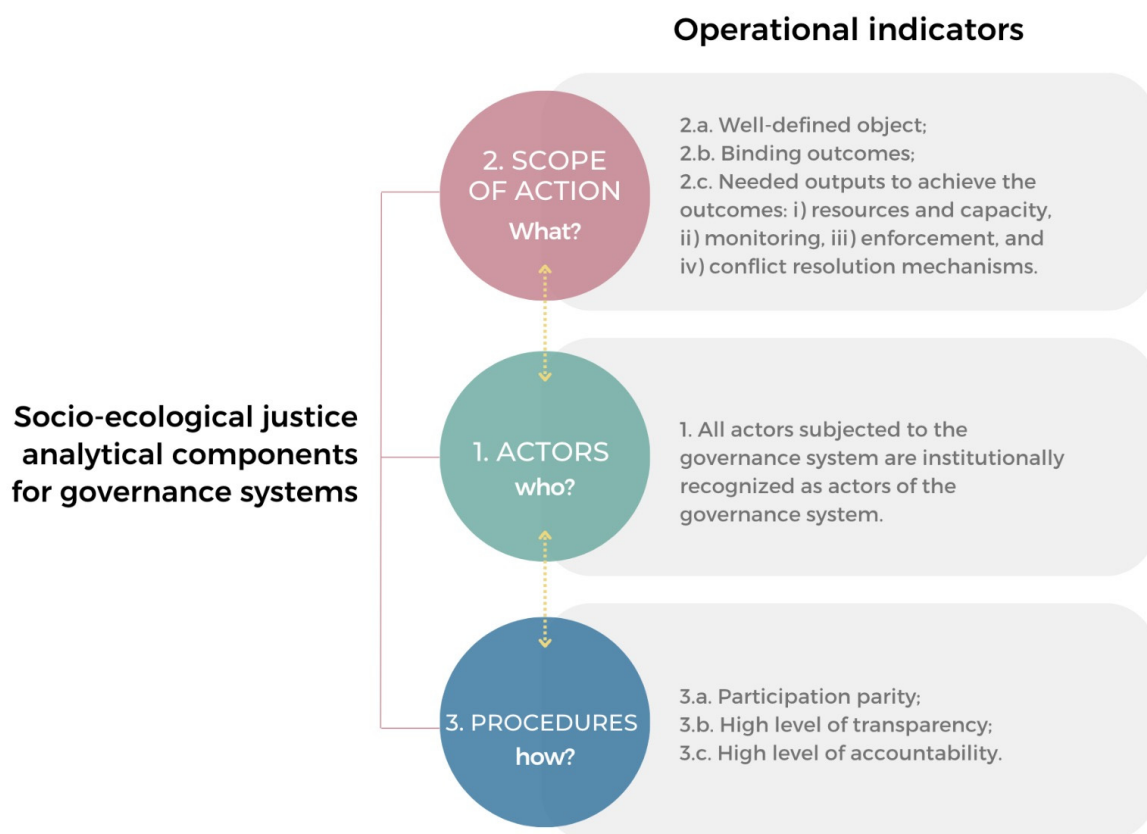 Operational indicators
Socio-ecological justice
analytical components
for governance systems
2. SCOPE
OF ACTION
What?
2.a. Well-defined object;
2.b. Binding outcomes;
2.c. Needed outputs to achieve the
outcomes: i) resources and capacity,
ii) monitoring, iii) enforcement, and
iv) conflict resolution mechanisms.
1. ACTORS
who?
1. All actors subjected to the
governance system are institutionally
recognized as actors of the
governance system.
3. PROCEDURES
how?
3.a. Participation parity;
3.b. High level of transparency;
3.c. High level of accountability.